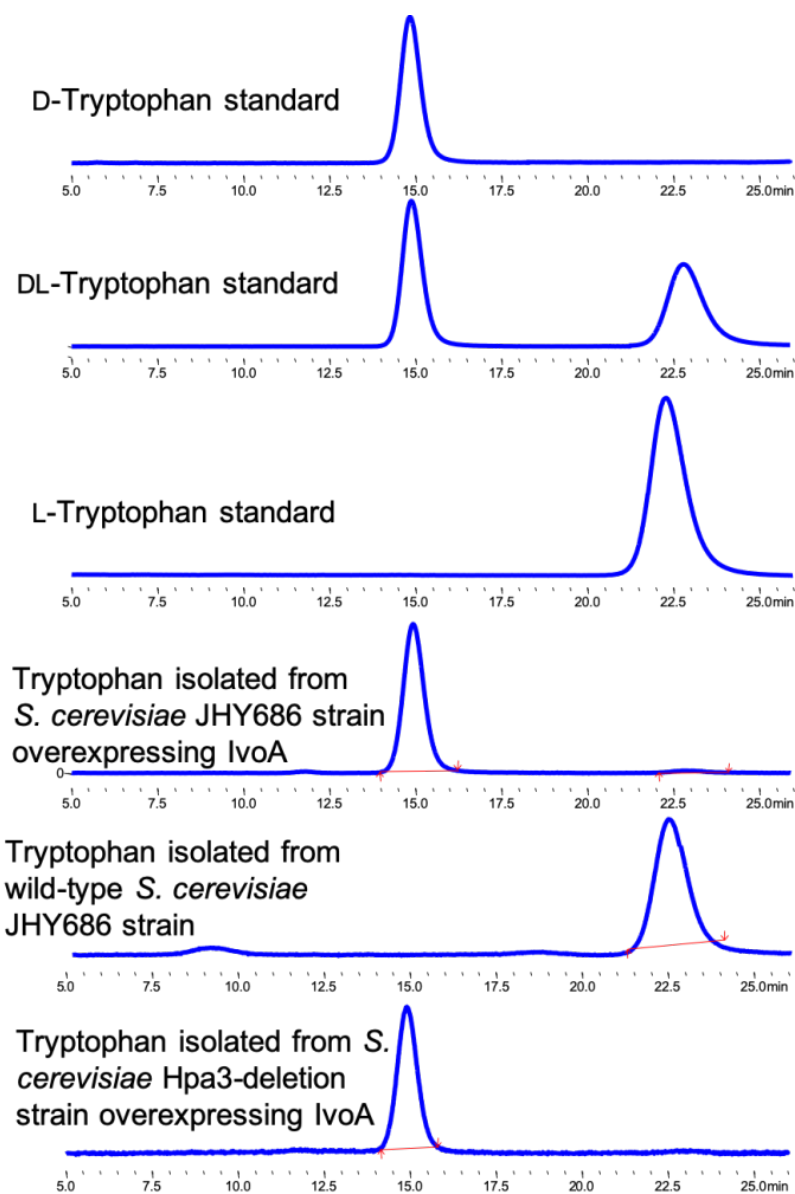 D-Tryptophan standard
5.0 7.5 10.0 12.5 15.0 17.5 20.0 22.5 25.0min
DL-Tryptophan standard
5.0 7.5 10.0 12.5 15.0 17.5 20.0 22.5 25.0min
L-Tryptophan standard
5.0 7.5 10.0 12.5 15.0 17.5 20.0 22.5 25.0min
Tryptophan isolated from
S. cerevisiae JHY686 strain
overexpressing IvoA
0
5.0 7.5 10.0 12.5 15.0 17.5 20.0 22.5 25.0min
Tryptophan isolated from
wild-type S. cerevisiae
JHY686 strain
5.0 7.5 10.0 12.5 15.0 17.5 20.0 22.5 25.0min
Tryptophan isolated from S.
cerevisiae Hpa3-deletion
strain overexpressing IvoA
5.0 7.5 10.0 12.5 15.0 17.5 20.0 22.5 25.0min